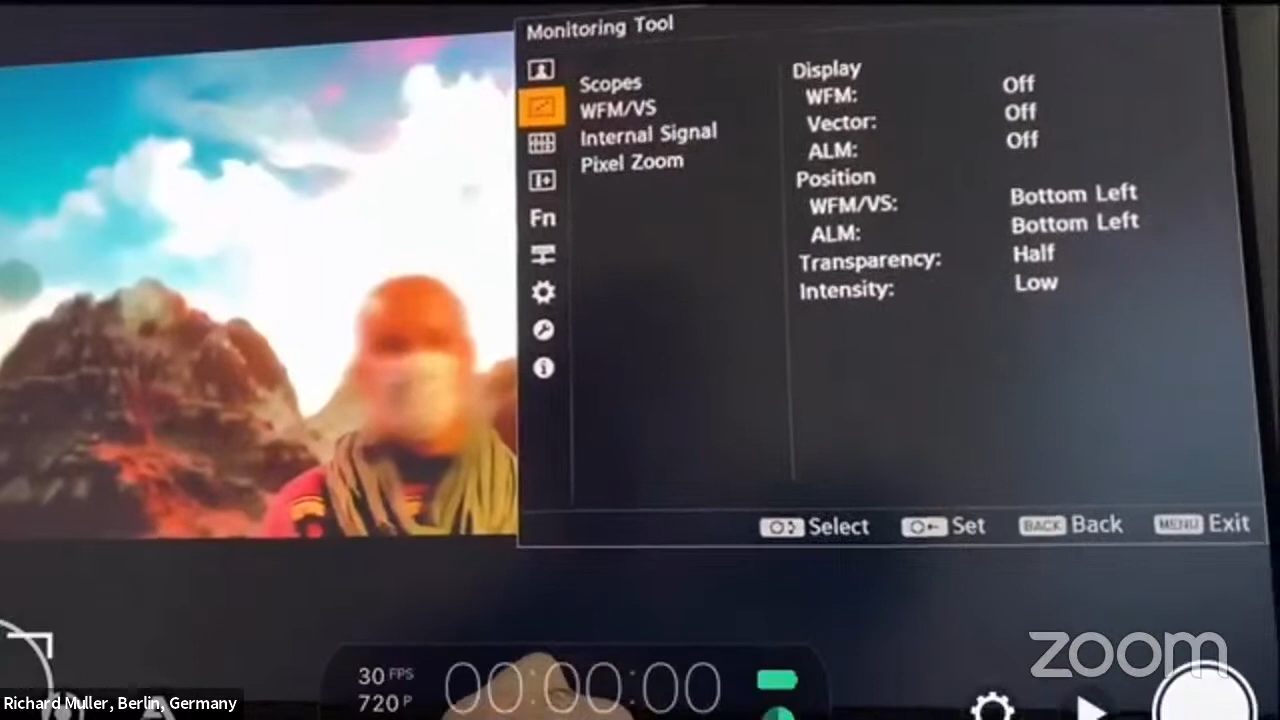 Monitoring Tool
Scopes
WFM/VS
Internal Signal
Pixel Zoom
Fn
Display
WFM: Off
Vector: Off
ALM: Off
Position
WFM/VS: Bottom Left
ALM: Bottom Left
Transparency: Half
Intensity: Low
Select
Set
BACK Back
MENU Exit
30 FPS
720 P
00:00:00
zoom
Richard Muller, Berlin, Germany